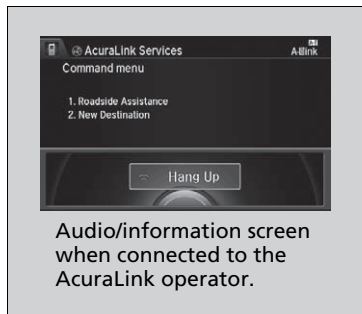 AcuraLink Services
Command menu
1. Roadside Assistance
2. New Destination
Hang Up
Audio/information screen
when connected to the
AcuraLink operator.